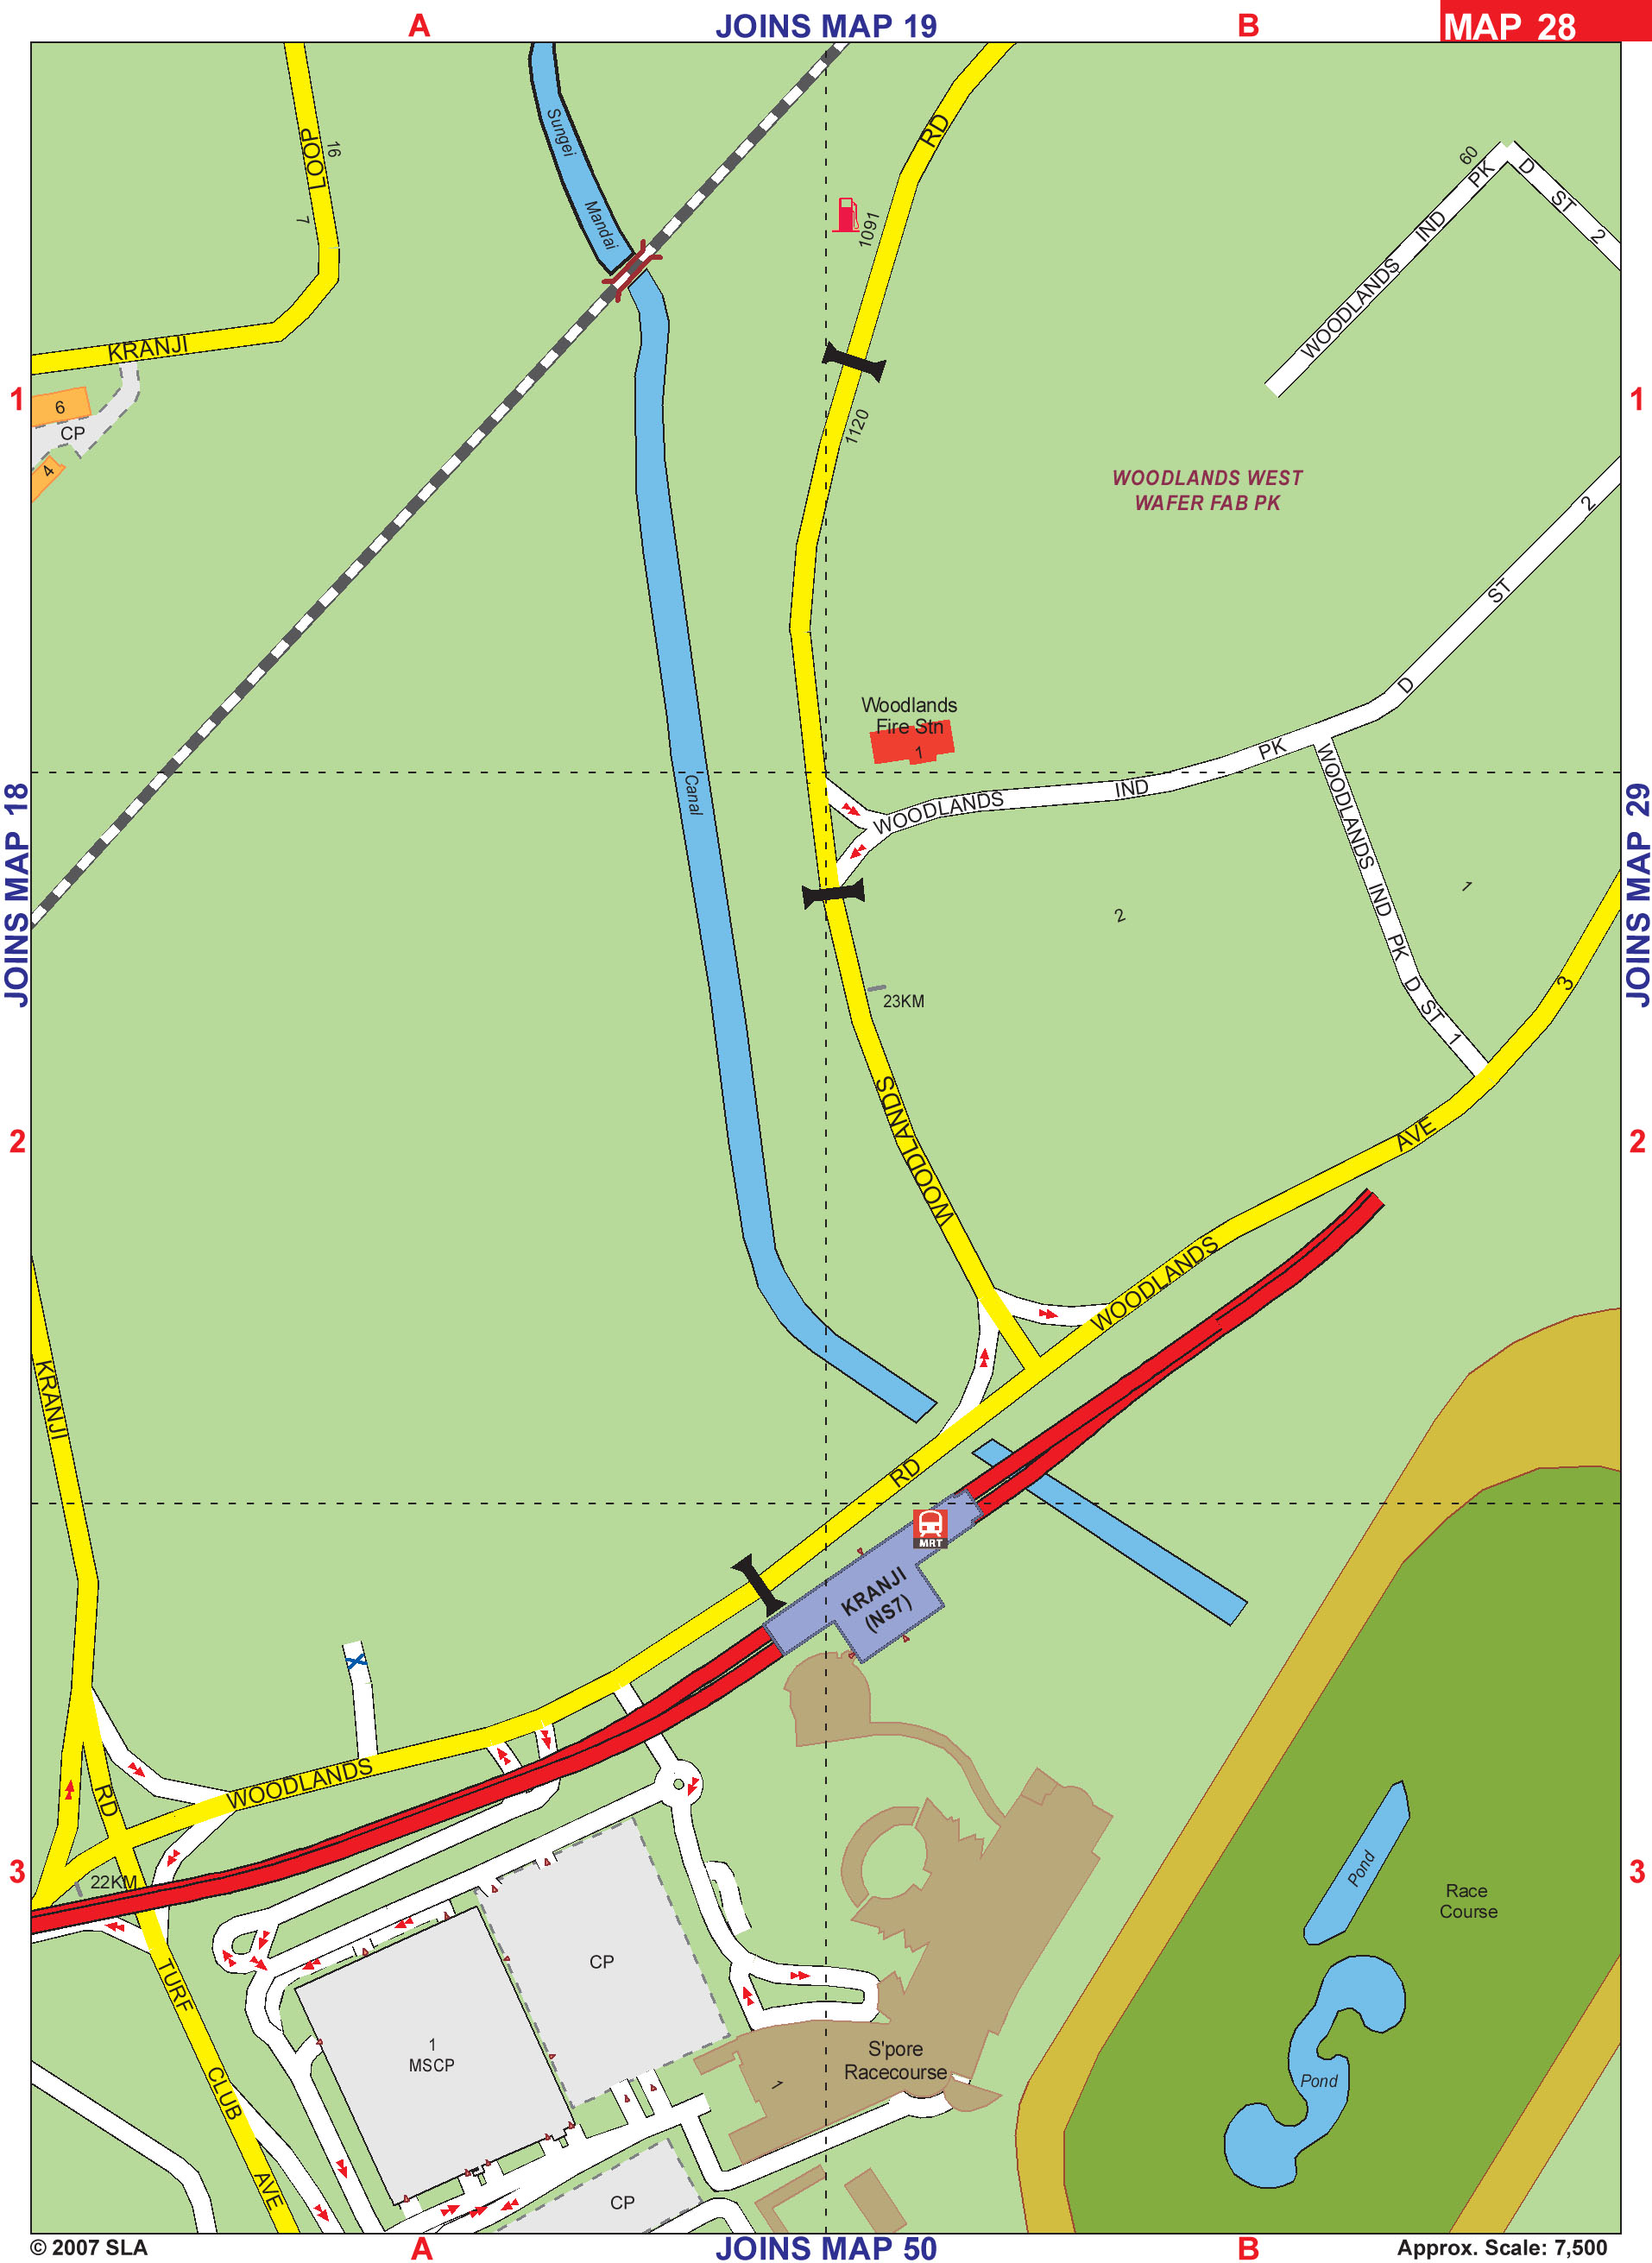 A
JOINS MAP 19
B
MAP 28
LOOP
16
7
Sungei
Mandai
RD
1091
60
WOODLANDS IND PK
D ST 2
KRANJI
1
6
CP
4
1120
WOODLANDS WEST
WAFER FAB PK
1
WOODLANDS IND PK D ST 2
Woodlands
Fire Stn
1
JOINS MAP 18
JOINS MAP 29
Canal
WOODLANDS IND PK D ST 1
2
1
23KM
3
WOODLANDS
AVE
2
2
WOODLANDS
KRANJI
RD
MRT
KRANJI
(NS7)
X
WOODLANDS
RD
3
22KM
3
Pond
Race
Course
TURF
CP
1
MSCP
S'pore
Racecourse
1
Pond
CLUB
AVE
CP
© 2007 SLA
A
JOINS MAP 50
B
Approx. Scale: 7,500